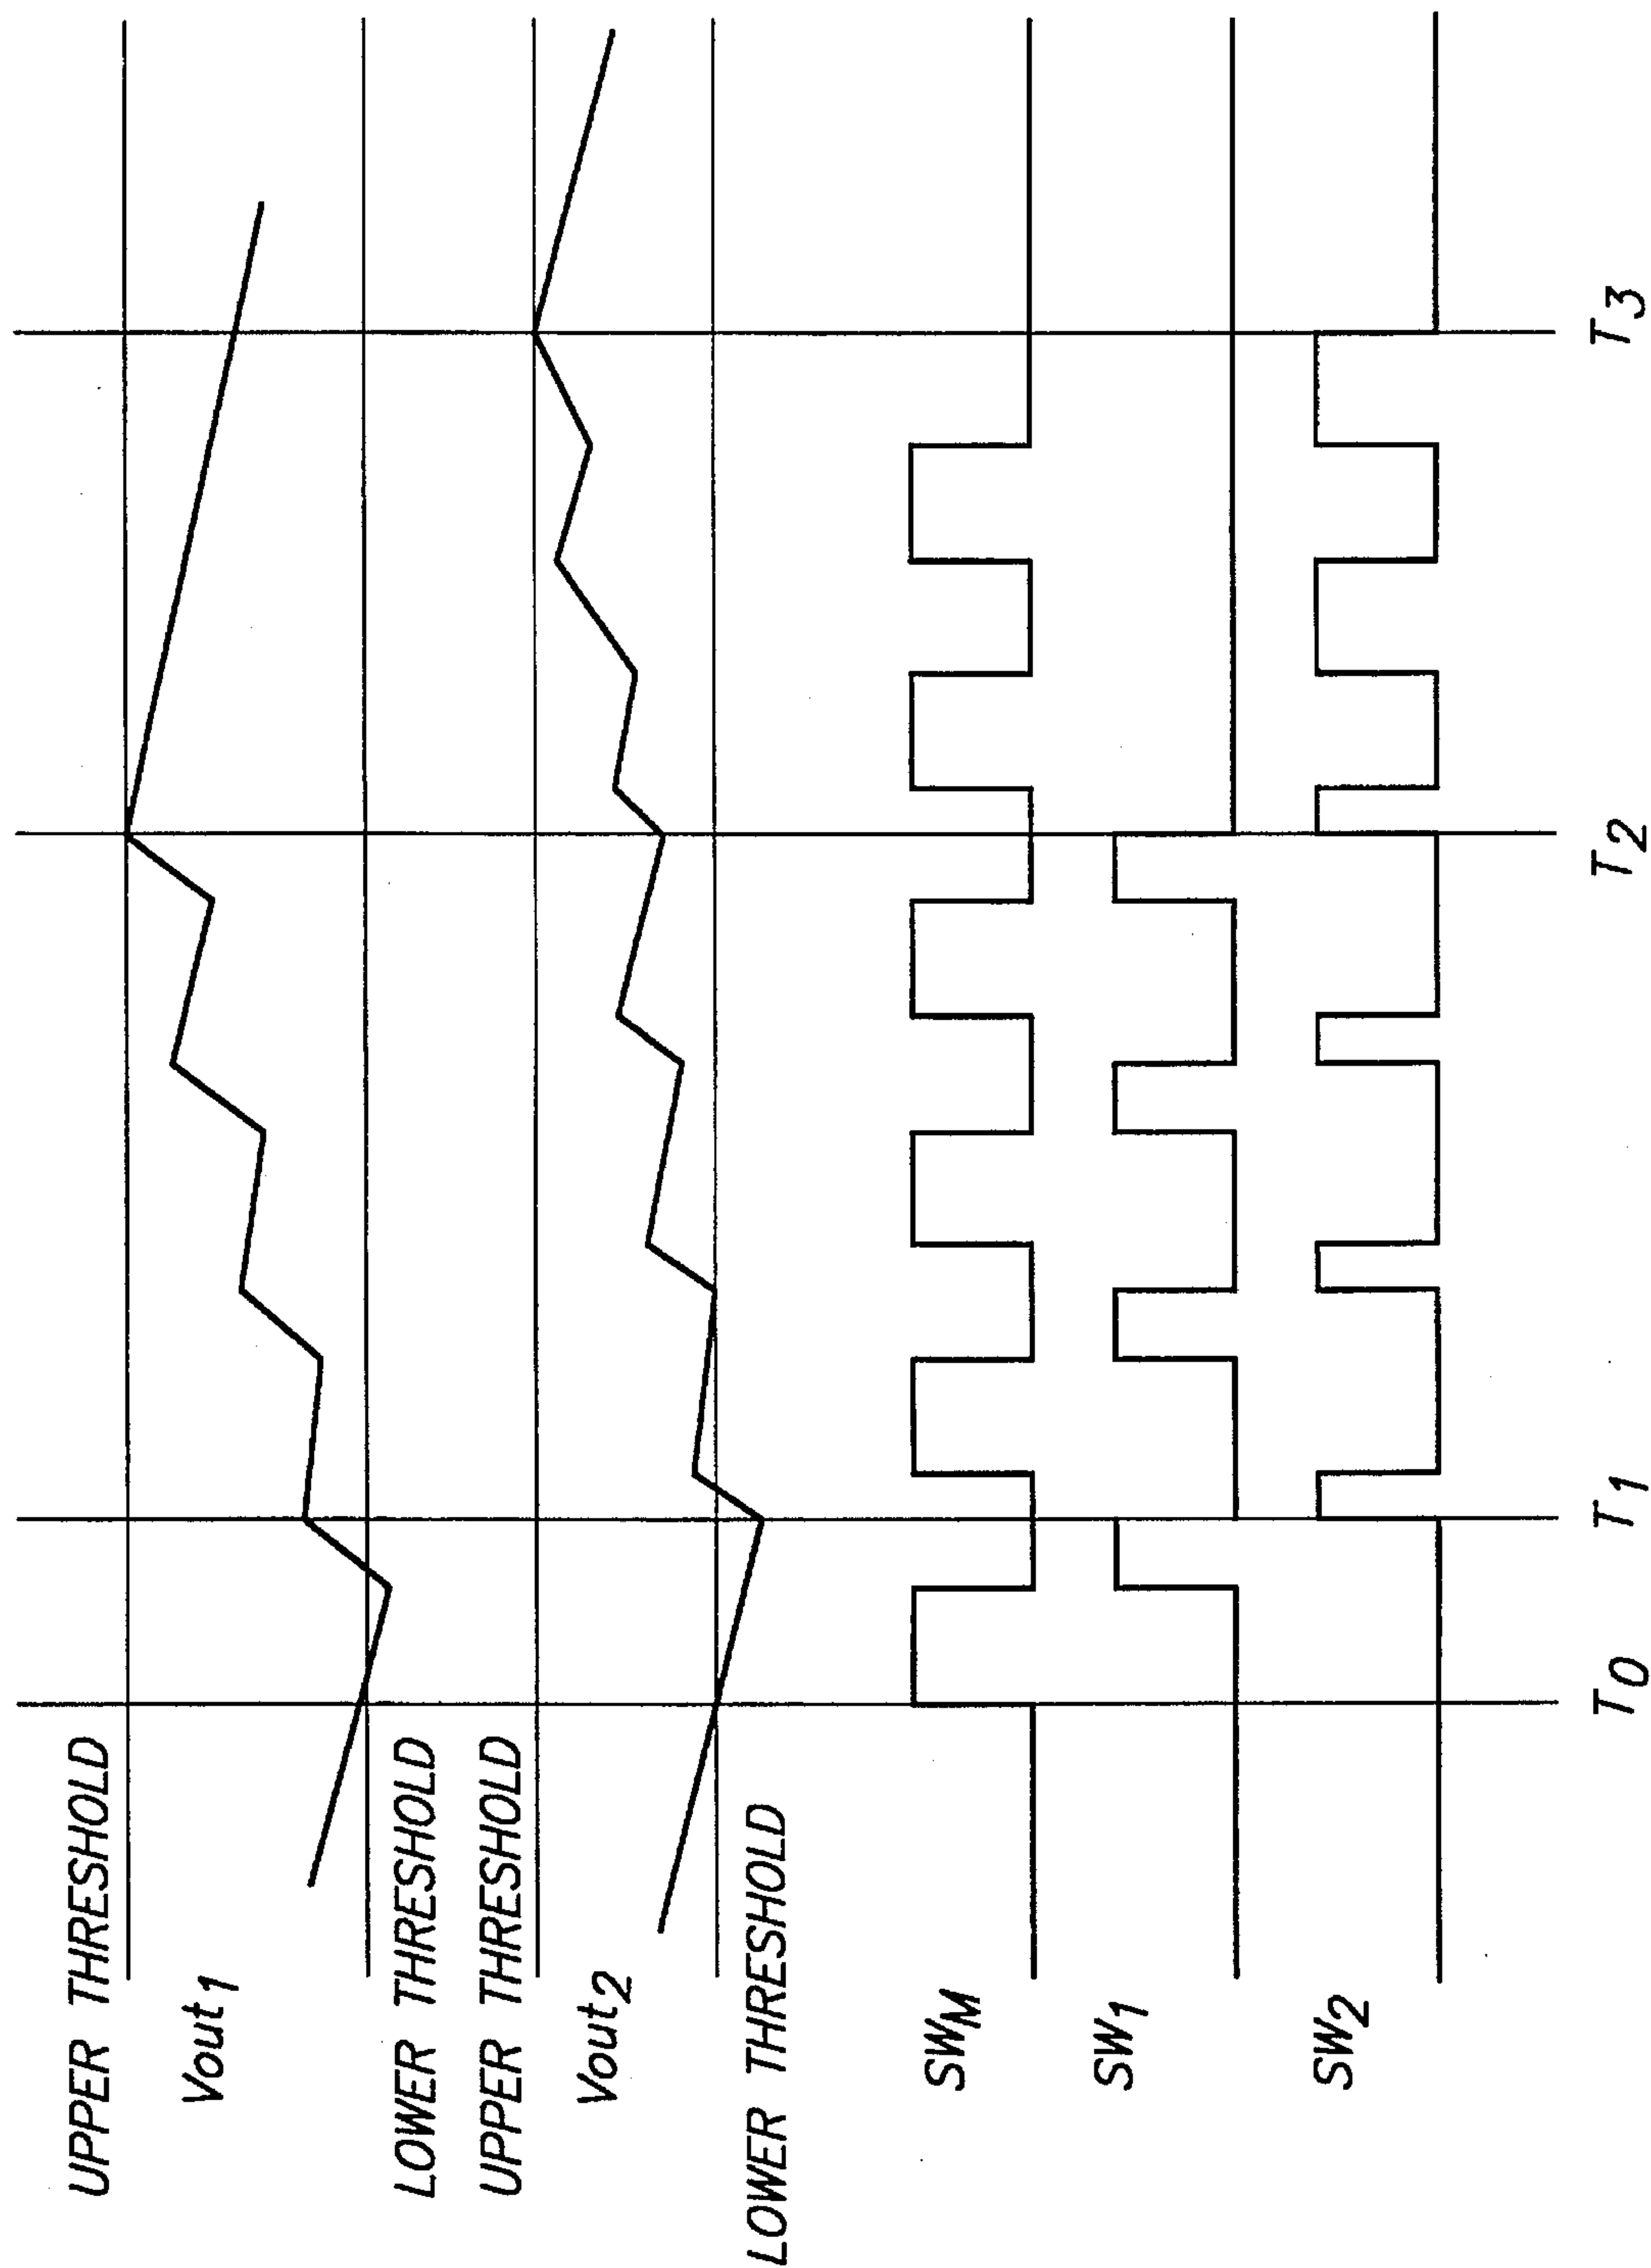 UPPER THRESHOLD
Vout1
LOWER THRESHOLD
UPPER THRESHOLD
Vout2
LOWER THRESHOLD
SWM
SW1
SW2
T0 T1 T2 T3